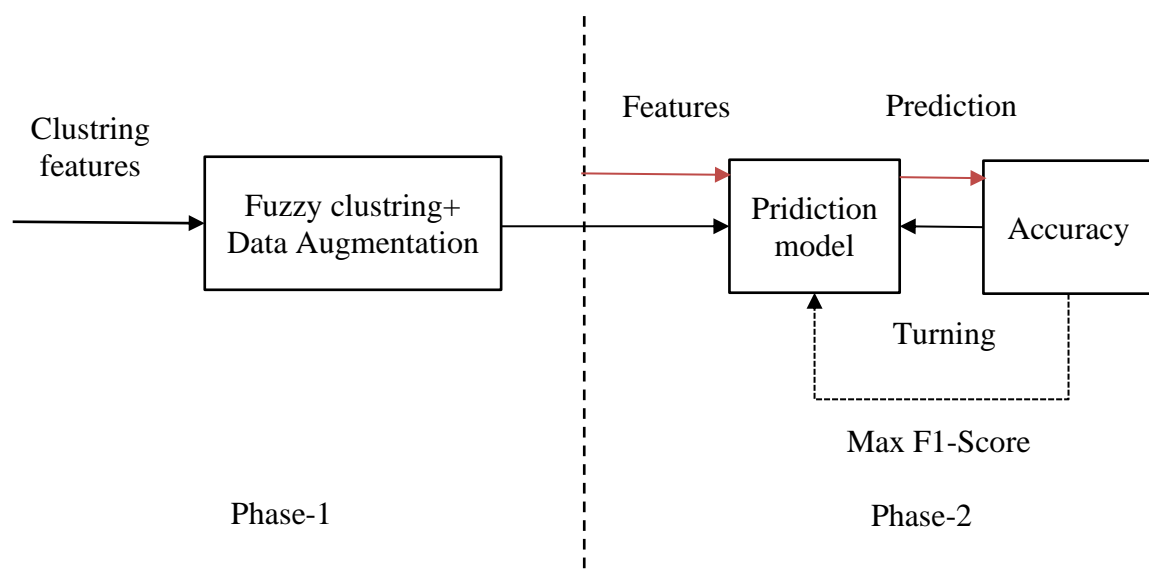 Clustring
features
Fuzzy clustring+
Data Augmentation
Features
Prediction
Pridiction
model
Accuracy
Turning
Max F1-Score
Phase-1
Phase-2